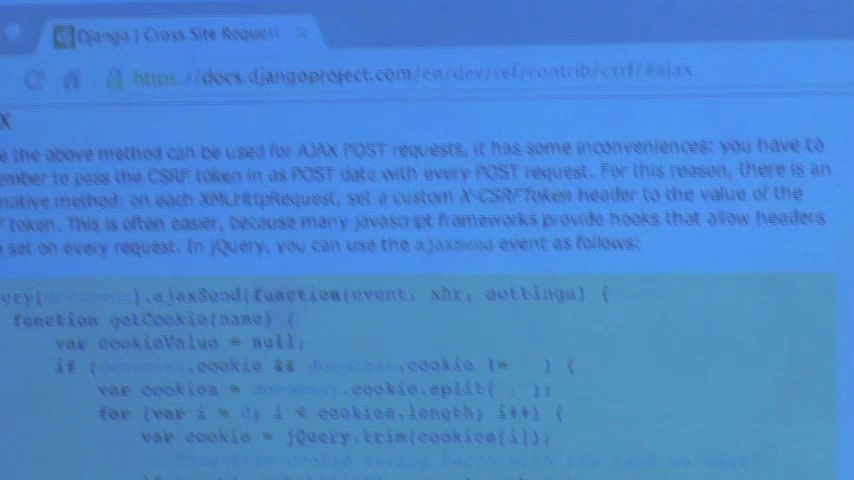 Django | Cross Site Request
https://docs.djangoproject.com/en/dev/ref/contrib/csrf/#ajax
X
e the above method can be used for AJAX POST requests, it has some inconveniences: you have to
ember to pass the CSRF token in as POST data with every POST request. For this reason, there is an
native method: on each XMLHttpRequest, set a custom X-CSRFToken header to the value of the
F token. This is often easier, because many javascript frameworks provide hooks that allow headers
e set on every request. In jQuery, you can use the ajaxSend event as follows:
ery(document).ajaxSend(function(event, xhr, settings) {
function getCookie(name) {
var cookieValue = null;
if (document.cookie && document.cookie != ) {
var cookies = document.cookie.split( ; );
for (var i = 0; i < cookies.length; i++) {
var cookie = jQuery.trim(cookies[i]);